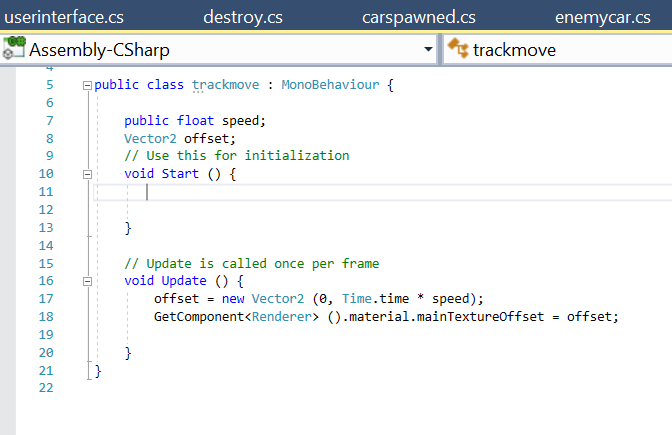 userinterface.cs destroy.cs carspawned.cs enemycar.cs
Assembly-CSharp trackmove
4
5 public class trackmove : MonoBehaviour {
6
7 public float speed;
8 Vector2 offset;
9 // Use this for initialization
10 void Start () {
11
12
13 }
14
15 // Update is called once per frame
16 void Update () {
17 offset = new Vector2 (0, Time.time * speed);
18 GetComponent<Renderer> ().material.mainTextureOffset = offset;
19
20 }
21 }
22